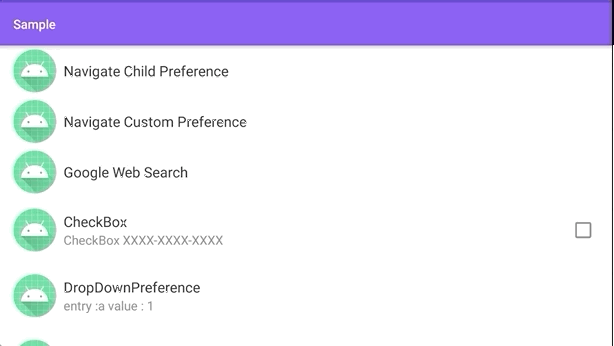 Sample
Navigate Child Preference
Navigate Custom Preference
Google Web Search
CheckBox
CheckBox XXXX-XXXX-XXXX
DropDownPreference
entry :a value : 1